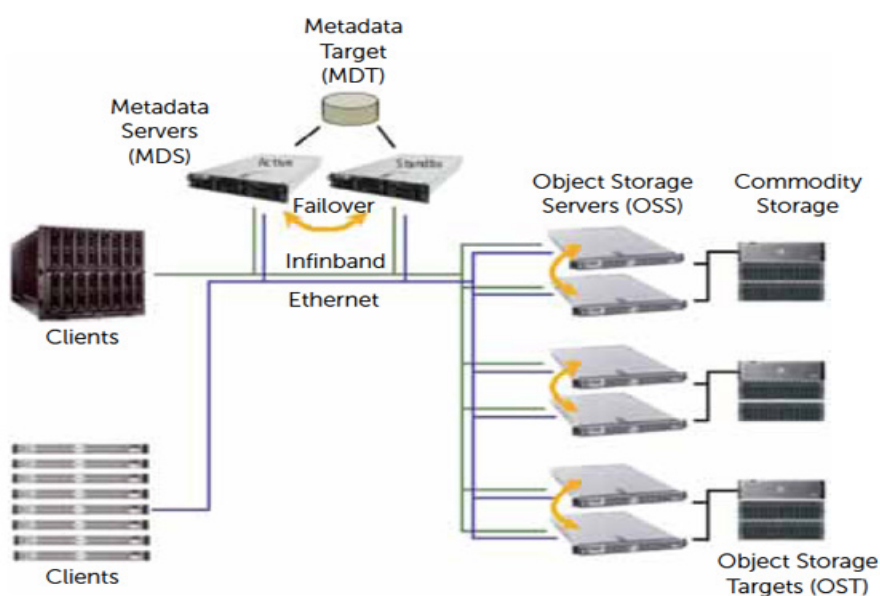 Metadata
Target
(MDT)
Metadata
Servers
(MDS)
Active
Standby
Failover
Object Storage
Servers (OSS)
Commodity
Storage
Infinband
Ethernet
Clients
Clients
Object Storage
Targets (OST)